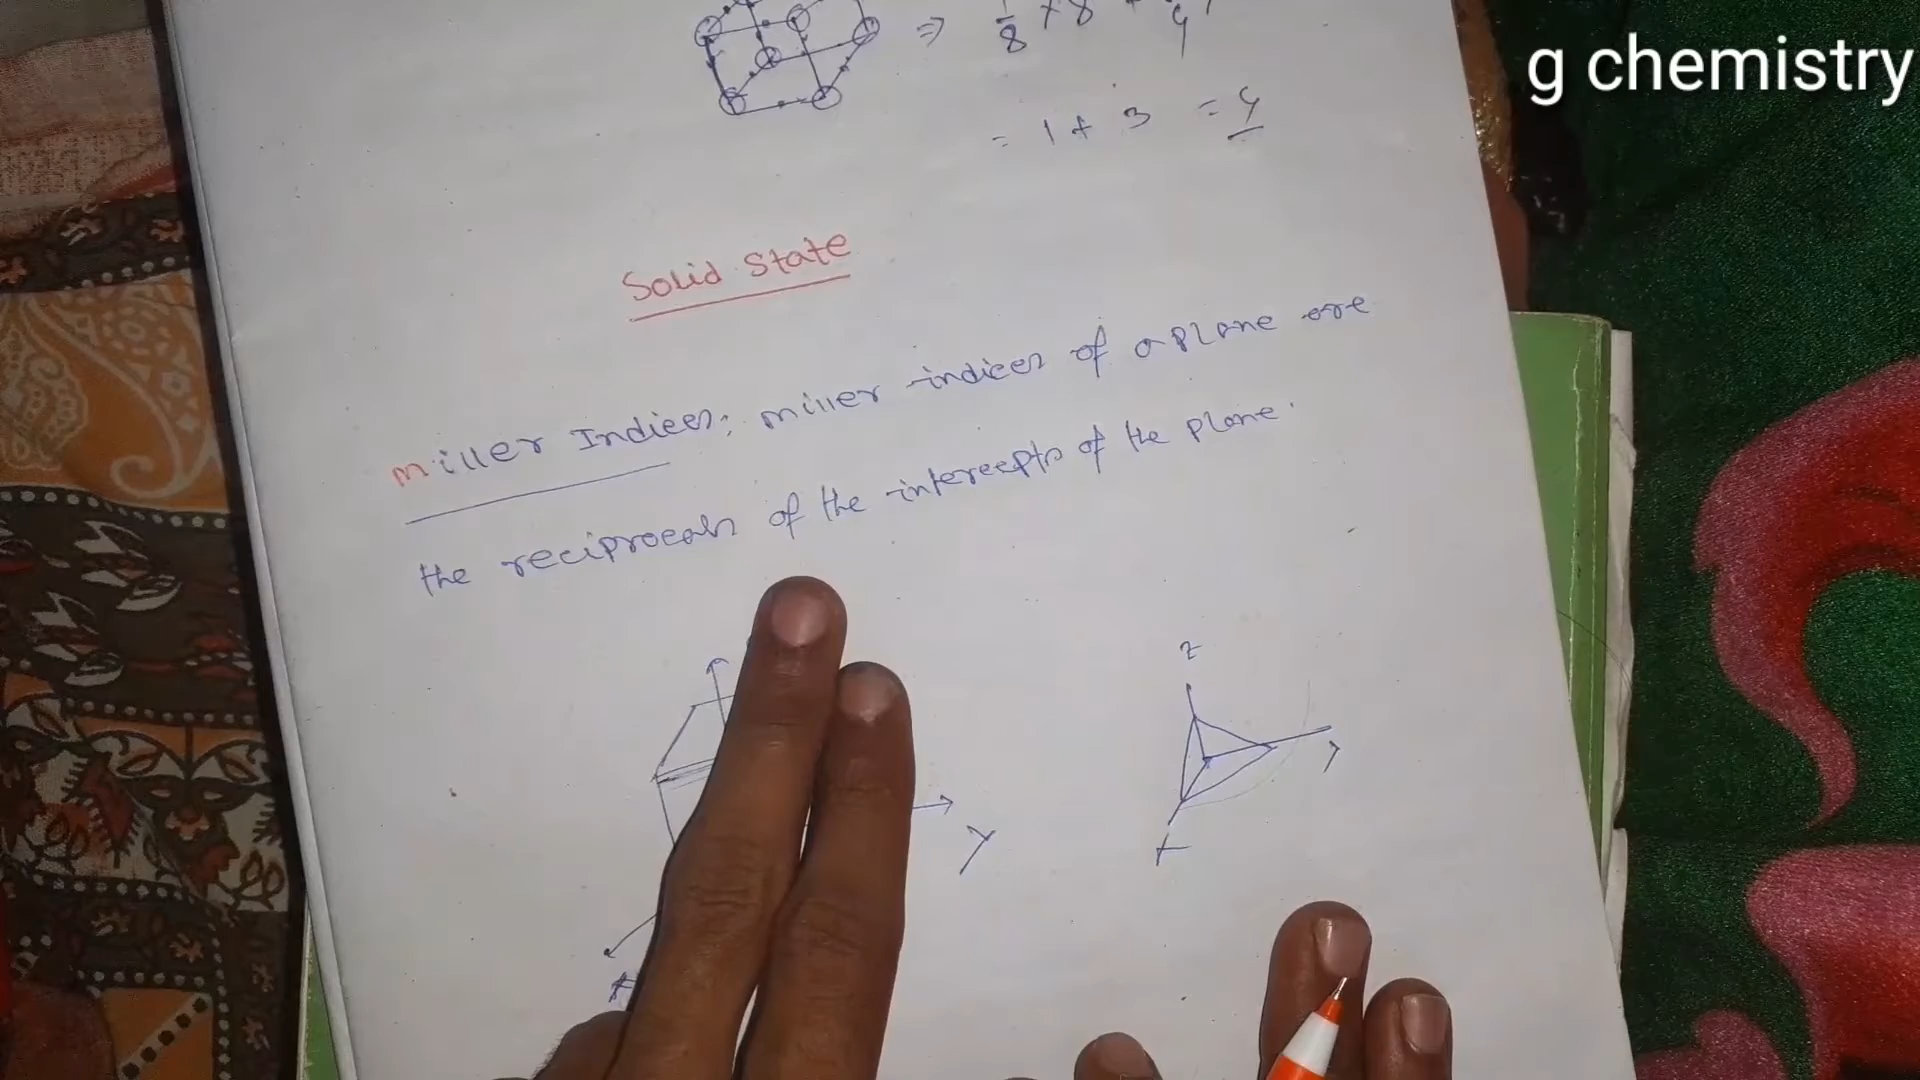 g chemistry
= 1 + 3 = 4
Solid State
Miller Indices: miller indices of a plane are
the reciprocals of the intercepts of the plane.
z
y
y
x